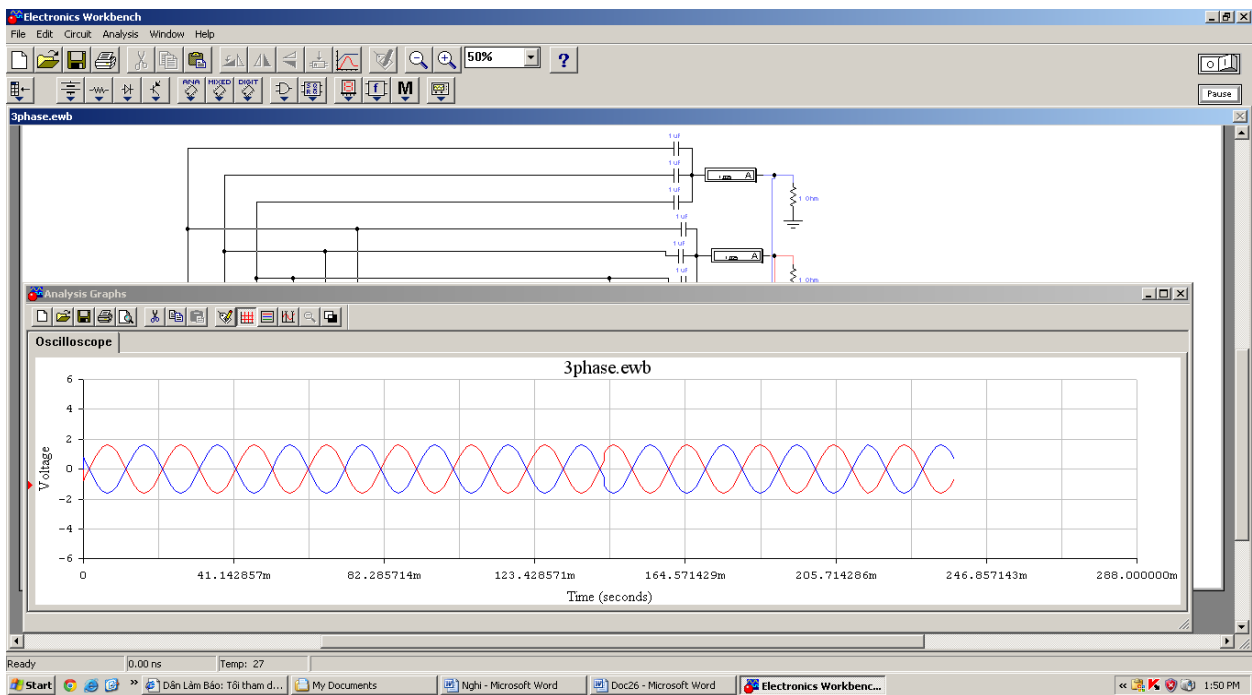 Electronics Workbench
File Edit Circuit Analysis Window Help
50%
?
ANA MIXED DIGIT
f M
Pause
3phase.ewb
1 uF
1 uF
A
1 uF
1 Ohm
1 uF
1 uF
A
1 uF
1 Ohm
Analysis Graphs
Oscilloscope
3phase.ewb
6
4
2
0
-2
-4
-6
Voltage
0 41.142857m 82.285714m 123.428571m 164.571429m 205.714286m 246.857143m 288.000000m
Time (seconds)
Ready 0.00 ns Temp: 27
Start » Dân Làm Báo: Tôi tham d... My Documents Nghi - Microsoft Word Doc26 - Microsoft Word Electronics Workbenc... « 1:50 PM